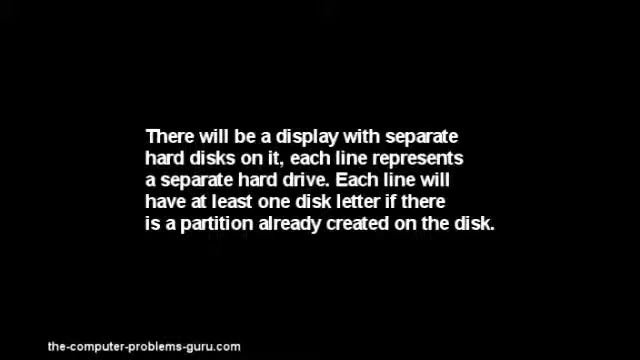 There will be a display with separate
hard disks on it, each line represents
a separate hard drive. Each line will
have at least one disk letter if there
is a partition already created on the disk.
the-computer-problems-guru.com